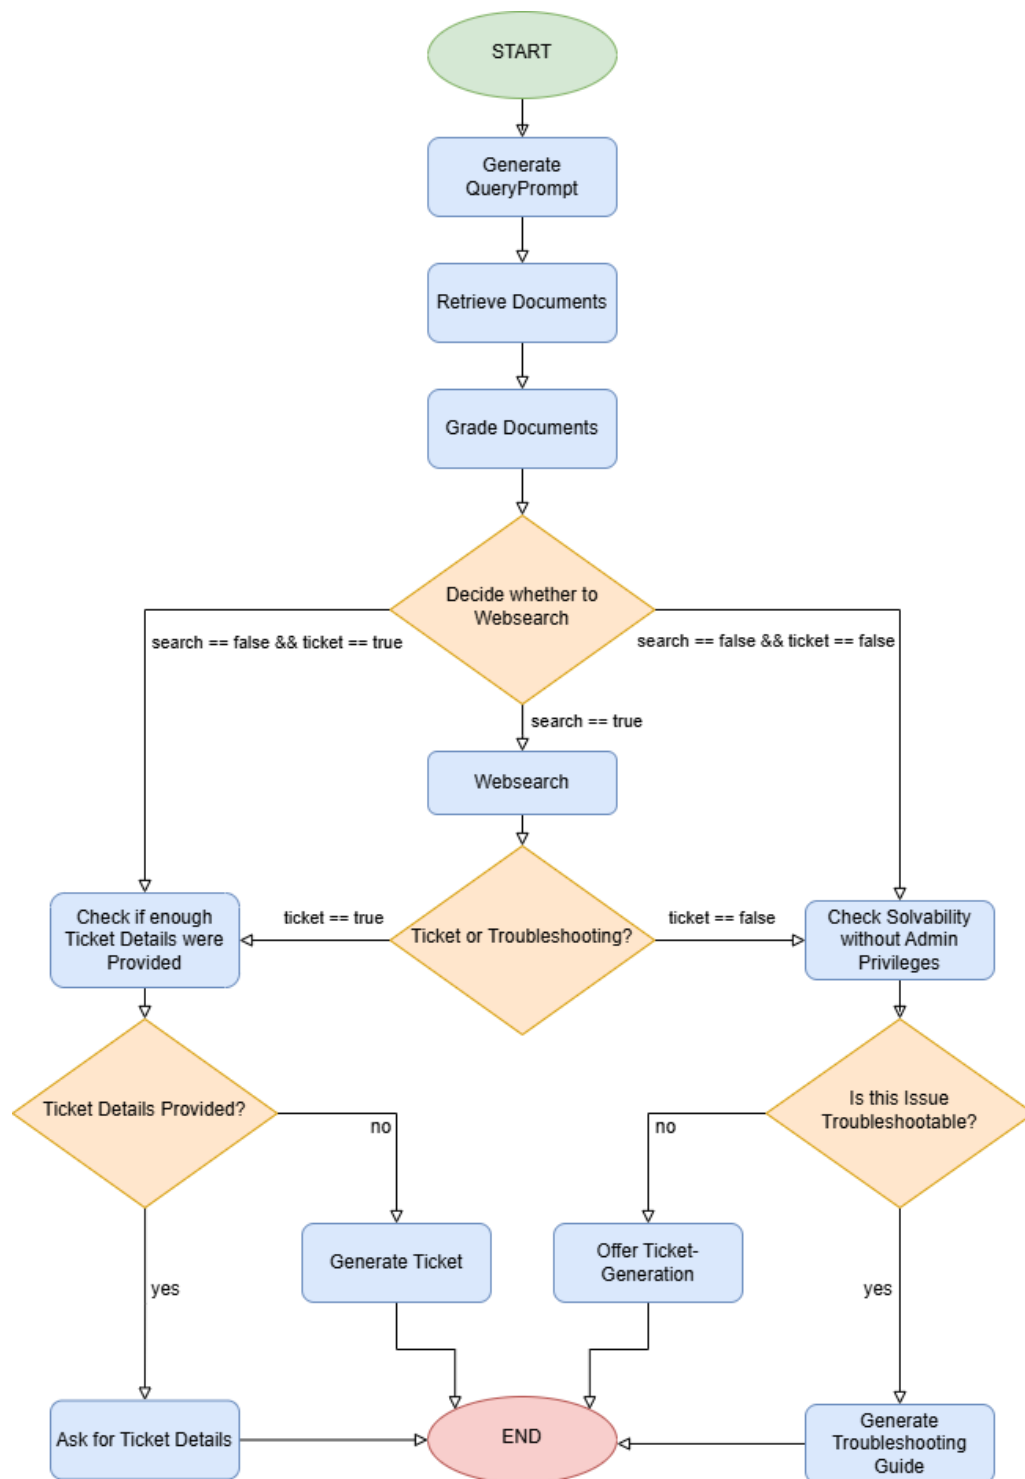 START
Generate
QueryPrompt
Retrieve Documents
Grade Documents
Decide whether to
Websearch
search == false && ticket == true
search == false && ticket == false
search == true
Websearch
Check if enough
Ticket Details were
Provided
ticket == true
Ticket or Troubleshooting?
ticket == false
Check Solvability
without Admin
Privileges
Ticket Details Provided?
no
Is this Issue
Troubleshootable?
no
Generate Ticket
Offer Ticket-
Generation
yes
yes
Ask for Ticket Details
END
Generate
Troubleshooting
Guide